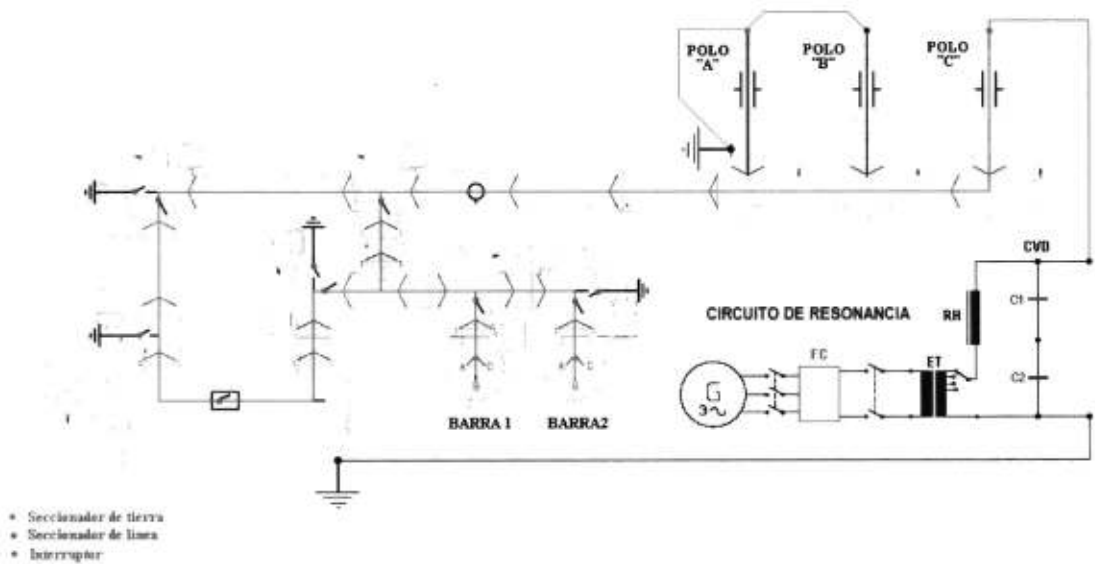 POLO
"A"
POLO
"B"
POLO
"C"
CVD
C1
CIRCUITO DE RESONANCIA
RH
FC
ET
C2
G
3~
BARRA 1
BARRA2
• Seccionador de tierra
• Seccionador de linea
• Interruptor